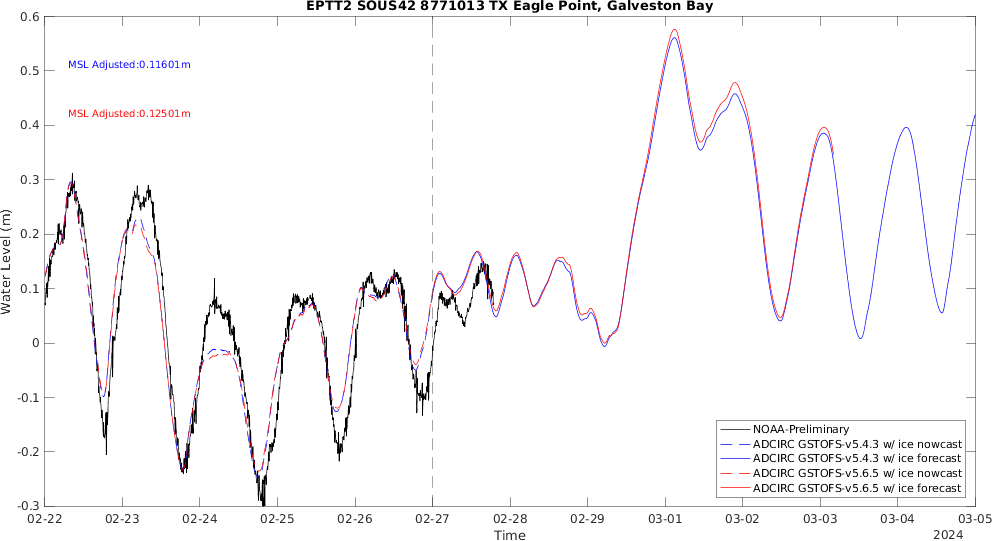 EPTT2 SOUS42 8771013 TX Eagle Point, Galveston Bay
0.6
0.5
0.4
0.3
0.2
0.1
0
-0.1
-0.2
-0.3
Water Level (m)
MSL Adjusted:0.11601m
MSL Adjusted:0.12501m
NOAA-Preliminary
ADCIRC GSTOFS-v5.4.3 w/ ice nowcast
ADCIRC GSTOFS-v5.4.3 w/ ice forecast
ADCIRC GSTOFS-v5.6.5 w/ ice nowcast
ADCIRC GSTOFS-v5.6.5 w/ ice forecast
02-22 02-23 02-24 02-25 02-26 02-27 02-28 02-29 03-01 03-02 03-03 03-04 03-05
Time
2024